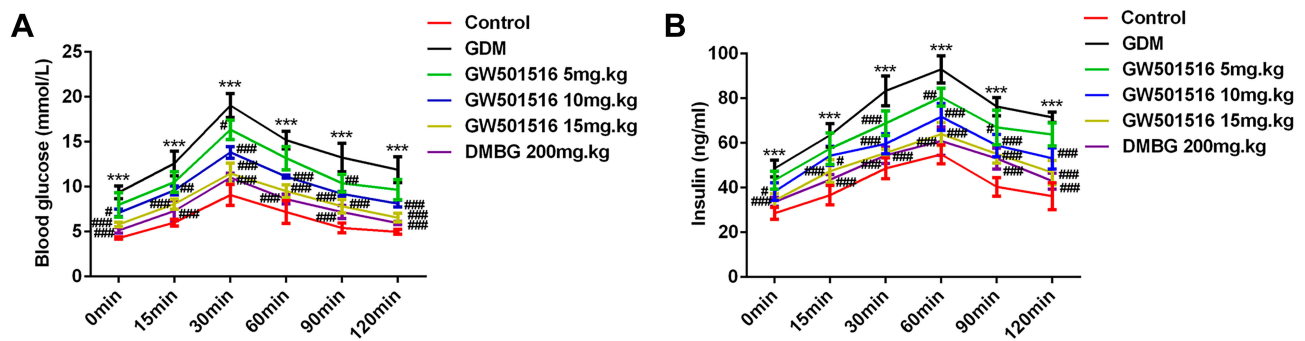 A
Control
GDM
GW501516 5mg.kg
GW501516 10mg.kg
GW501516 15mg.kg
DMBG 200mg.kg
Blood glucose (mmol/L)
25
20
15
10
5
0
***
***
***
***
***
***
#
#
###
###
##
###
###
###
###
###
###
###
###
##
###
###
###
###
###
0min
15min
30min
60min
90min
120min
B
Control
GDM
GW501516 5mg.kg
GW501516 10mg.kg
GW501516 15mg.kg
DMBG 200mg.kg
Insulin (ng/ml)
100
80
60
40
20
0
***
***
***
***
***
***
#
###
#
###
###
###
###
###
##
###
###
###
#
###
###
###
###
###
###
0min
15min
30min
60min
90min
120min